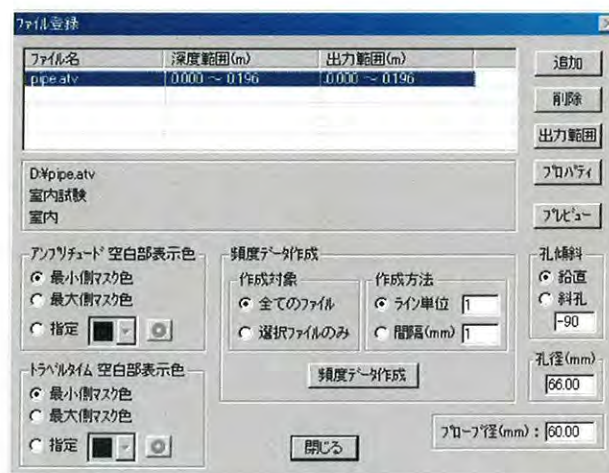 ファイル登録
ファイル名 深度範囲(m) 出力範囲(m)
pipe.atv 0.000 ～ 0.196 0.000 ～ 0.196
追加
削除
出力範囲
プロパティ
プレビュー
D:¥pipe.atv
室内試験
室内
アンプリチュード 空白部表示色
最小側マスク色
最大側マスク色
指定
トラベルタイム 空白部表示色
最小側マスク色
最大側マスク色
指定
頻度データ作成
作成対象
全てのファイル
選択ファイルのみ
作成方法
ライン単位 1
間隔(mm) 1
頻度データ作成
孔傾斜
鉛直
斜孔
-90
孔径(mm)
66.00
プローブ径(mm) : 60.00
閉じる